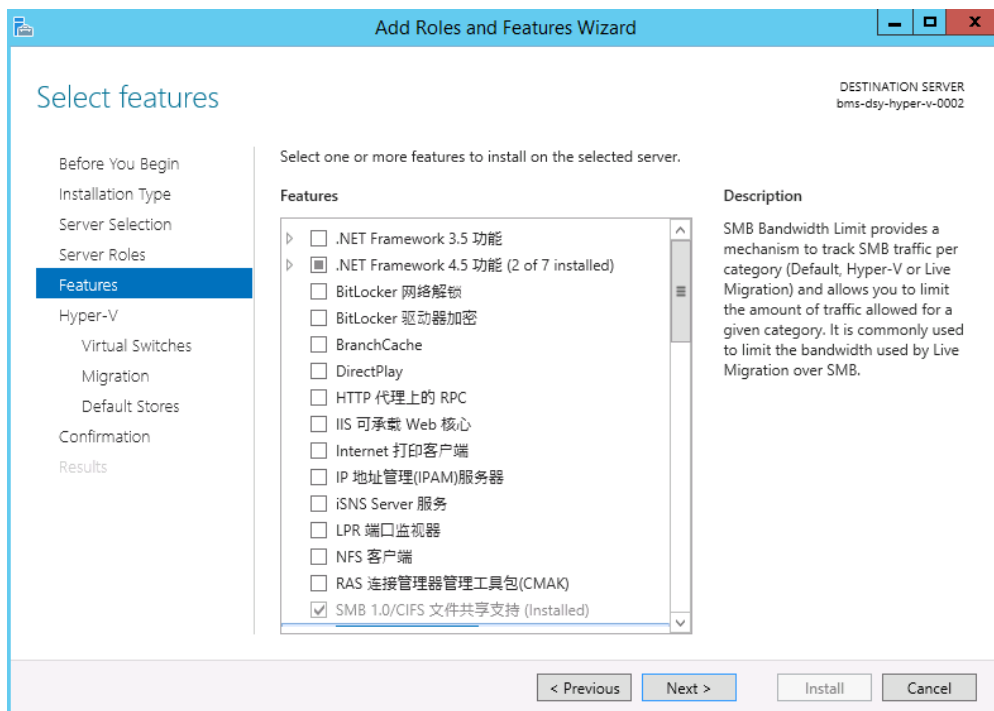 Add Roles and Features Wizard
Select features
DESTINATION SERVER
bms-dsy-hyper-v-0002
Before You Begin
Installation Type
Server Selection
Server Roles
Features
Hyper-V
Virtual Switches
Migration
Default Stores
Confirmation
Results
Select one or more features to install on the selected server.
Features
.NET Framework 3.5 功能
.NET Framework 4.5 功能 (2 of 7 installed)
BitLocker 网络解锁
BitLocker 驱动器加密
BranchCache
DirectPlay
HTTP 代理上的 RPC
IIS 可承载 Web 核心
Internet 打印客户端
IP 地址管理(IPAM)服务器
iSNS Server 服务
LPR 端口监视器
NFS 客户端
RAS 连接管理器管理工具包(CMAK)
SMB 1.0/CIFS 文件共享支持 (Installed)
Description
SMB Bandwidth Limit provides a
mechanism to track SMB traffic per
category (Default, Hyper-V or Live
Migration) and allows you to limit
the amount of traffic allowed for a
given category. It is commonly used
to limit the bandwidth used by Live
Migration over SMB.
< Previous
Next >
Install
Cancel